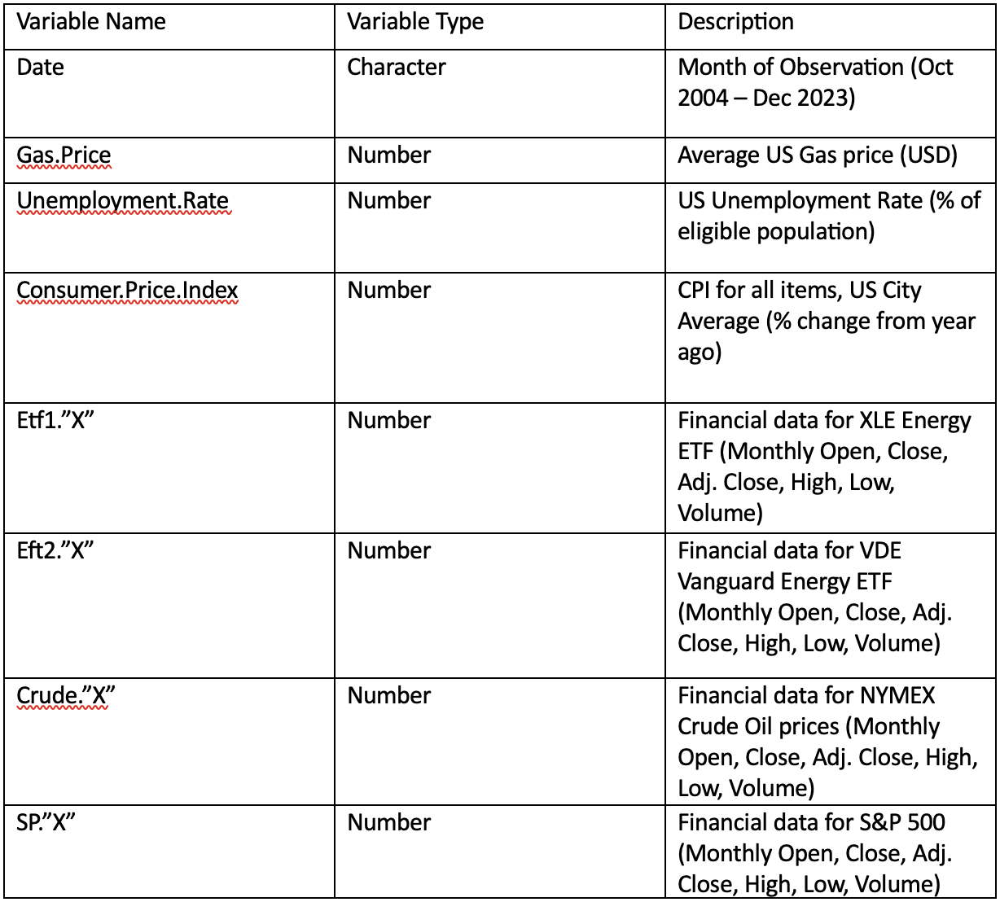 Variable Name Variable Type Description
Date Character Month of Observation (Oct
2004 – Dec 2023)
Gas.Price Number Average US Gas price (USD)
Unemployment.Rate Number US Unemployment Rate (% of
eligible population)
Consumer.Price.Index Number CPI for all items, US City
Average (% change from year
ago)
Etf1.”X” Number Financial data for XLE Energy
ETF (Monthly Open, Close,
Adj. Close, High, Low,
Volume)
Eft2.”X” Number Financial data for VDE
Vanguard Energy ETF
(Monthly Open, Close, Adj.
Close, High, Low, Volume)
Crude.”X” Number Financial data for NYMEX
Crude Oil prices (Monthly
Open, Close, Adj. Close, High,
Low, Volume)
SP.”X” Number Financial data for S&P 500
(Monthly Open, Close, Adj.
Close, High, Low, Volume)